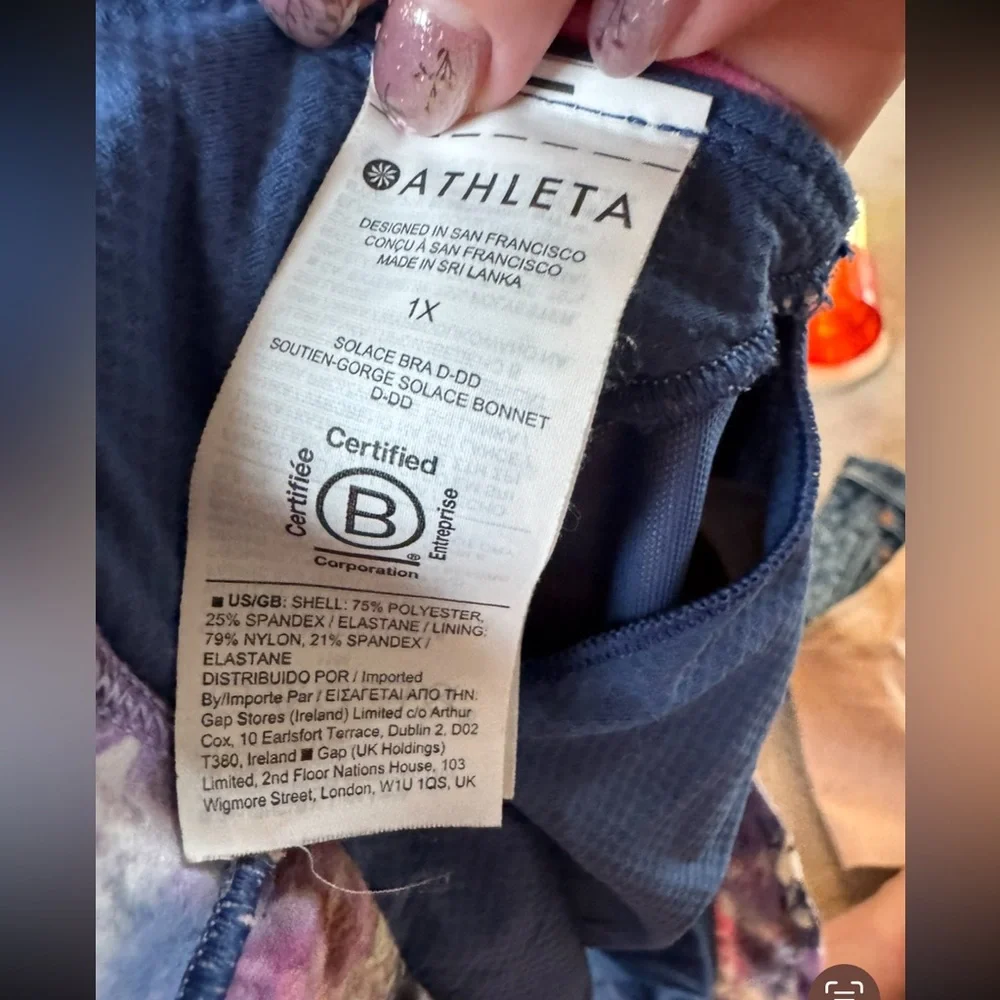 ATHLETA
DESIGNED IN SAN FRANCISCO
CONÇU À SAN FRANCISCO
MADE IN SRI LANKA
1X
SOLACE BRA D-DD
SOUTIEN-GORGE SOLACE BONNET
D-DD
Certified
Certifiée
B
Entreprise
Corporation
US/GB: SHELL: 75% POLYESTER,
25% SPANDEX / ELASTANE / LINING:
79% NYLON, 21% SPANDEX /
ELASTANE
DISTRIBUIDO POR / Imported
By/Importe Par / ΕΙΣΑΓΕΤΑΙ ΑΠΟ ΤΗΝ:
Gap Stores (Ireland) Limited c/o Arthur
Cox, 10 Earlsfort Terrace, Dublin 2, D02
T380, Ireland ■ Gap (UK Holdings)
Limited, 2nd Floor Nations House, 103
Wigmore Street, London, W1U 1QS, UK